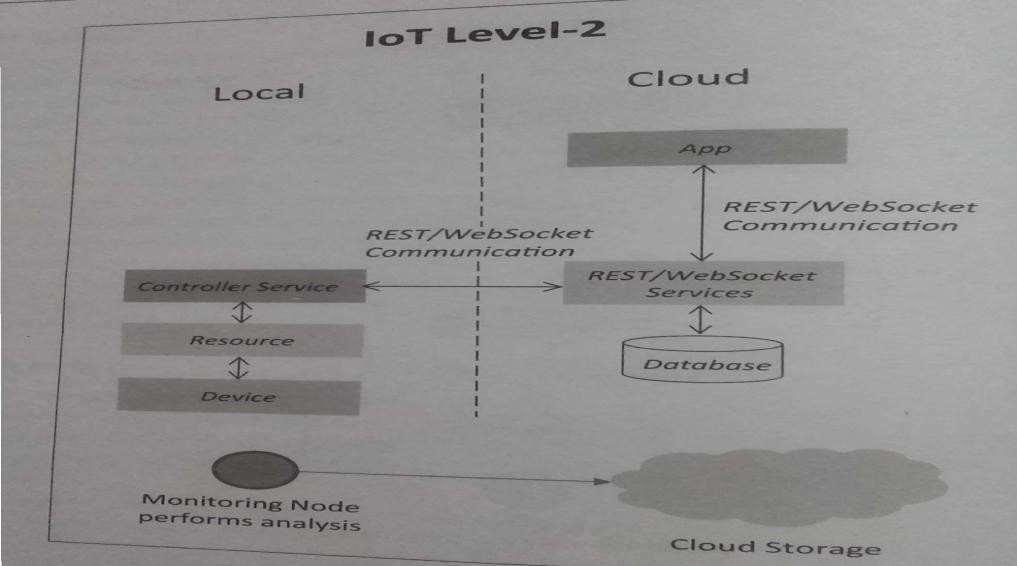 IoT Level-2
Local
Cloud
App
REST/WebSocket
Communication
REST/WebSocket
Communication
Controller Service
REST/WebSocket
Services
Resource
Database
Device
Monitoring Node
performs analysis
Cloud Storage